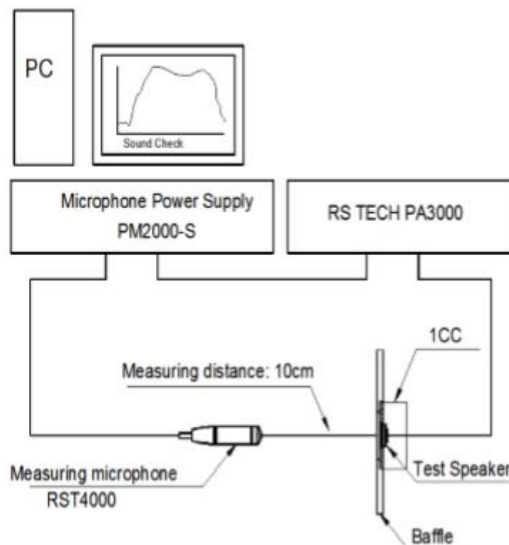 PC
Sound Check
Microphone Power Supply
PM2000-S
RS TECH PA3000
1CC
Measuring distance: 10cm
Measuring microphone
RST4000
Test Speaker
Baffle